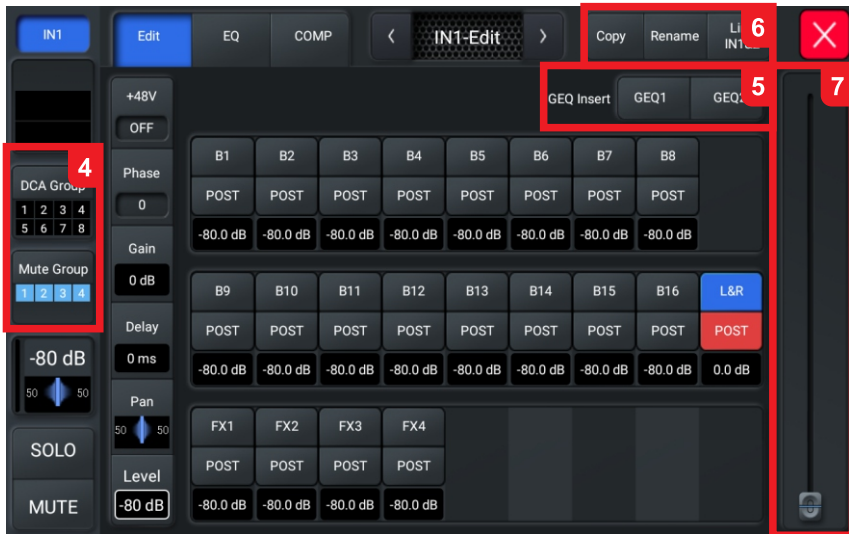 IN1
Edit
EQ
COMP
<
IN1-Edit
>
Copy
Rename
6
7
5
4
GEQ Insert
GEQ1
+48V
OFF
Phase
0
Gain
0 dB
Delay
0 ms
Pan
50 50
Level
-80 dB
DCA Group
1 2 3 4
5 6 7 8
Mute Group
1 2 3 4
-80 dB
50 50
SOLO
MUTE
B1 B2 B3 B4 B5 B6 B7 B8
POST POST POST POST POST POST POST POST
-80.0 dB -80.0 dB -80.0 dB -80.0 dB -80.0 dB -80.0 dB -80.0 dB -80.0 dB
B9 B10 B11 B12 B13 B14 B15 B16 L&R
POST POST POST POST POST POST POST POST POST
-80.0 dB -80.0 dB -80.0 dB -80.0 dB -80.0 dB -80.0 dB -80.0 dB -80.0 dB 0.0 dB
FX1 FX2 FX3 FX4
POST POST POST POST
-80.0 dB -80.0 dB -80.0 dB -80.0 dB